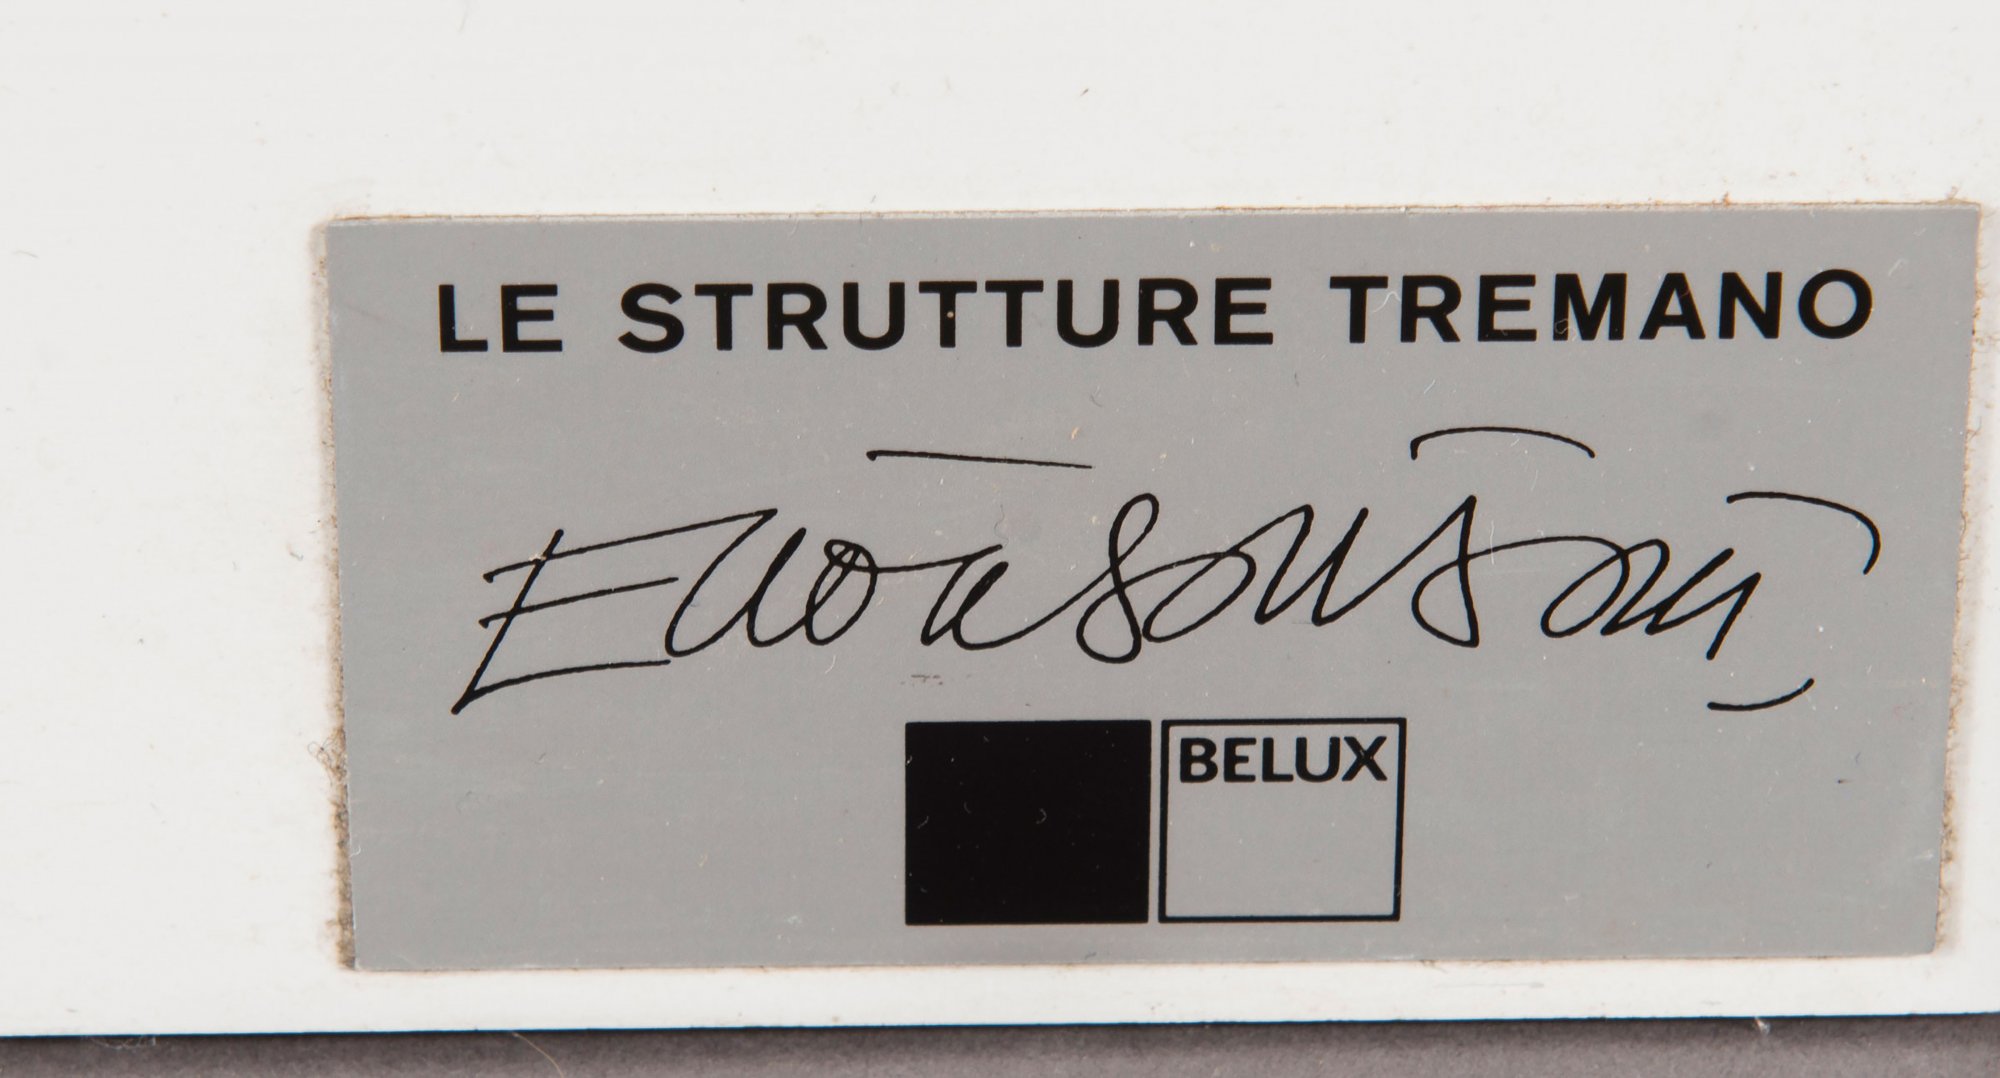 LE STRUTTURE TREMANO
Ettore Sottsass
BELUX